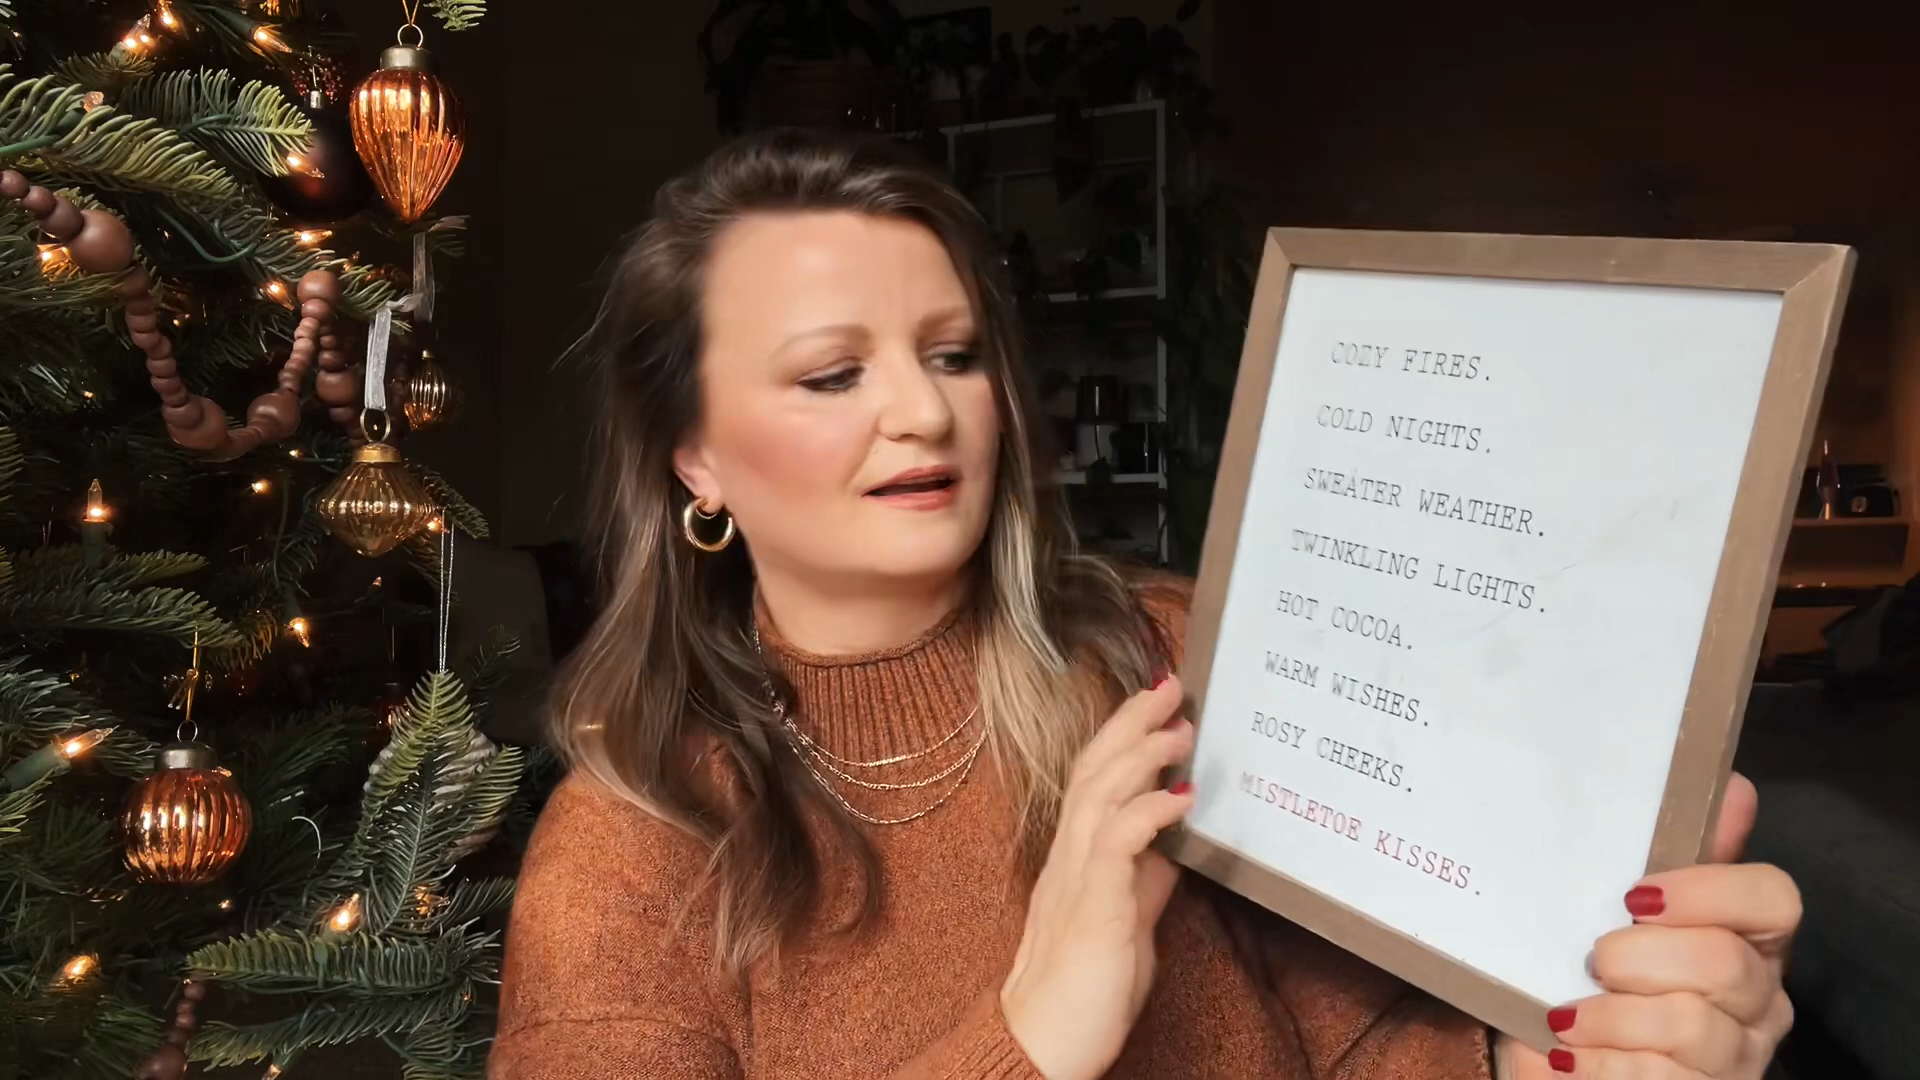 COZY FIRES.
COLD NIGHTS.
SWEATER WEATHER.
TWINKLING LIGHTS.
HOT COCOA.
WARM WISHES.
ROSY CHEEKS.
MISTLETOE KISSES.